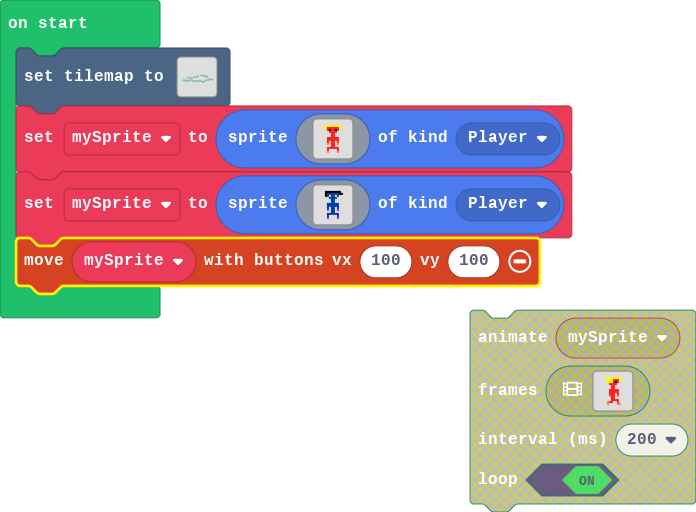 on start
set tilemap to
set mySprite to sprite of kind Player
set mySprite to sprite of kind Player
move mySprite with buttons vx 100 vy 100
animate mySprite
frames
interval (ms) 200
loop ON